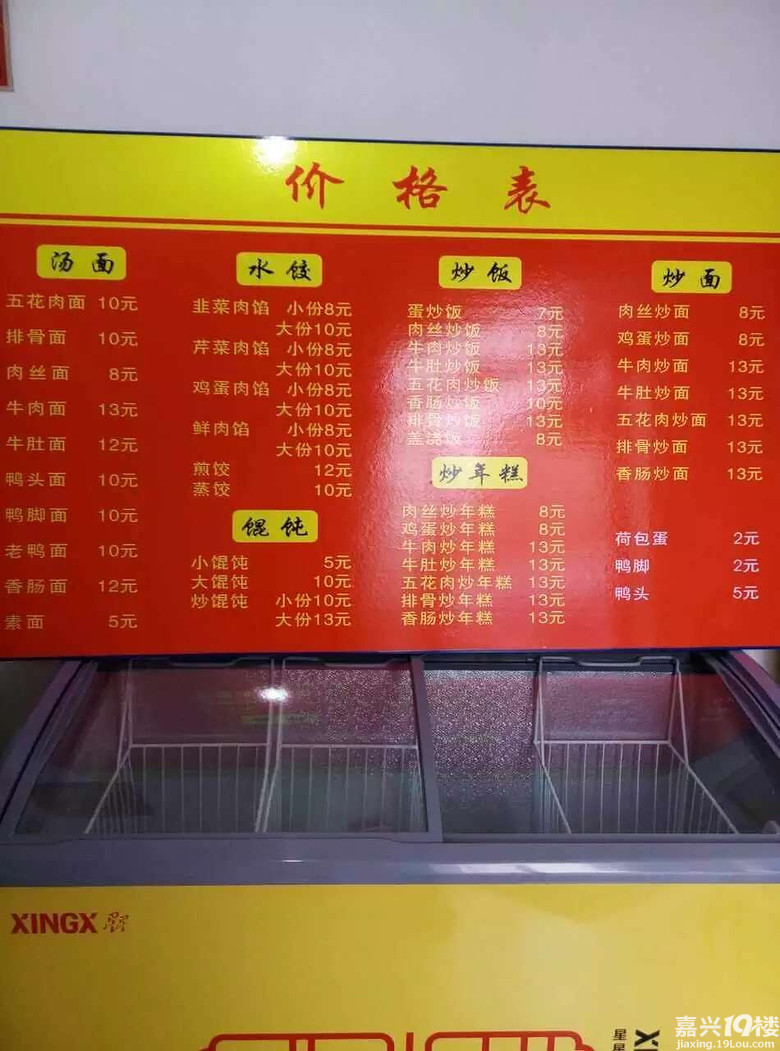 价格表
汤面
五花肉面 10元
排骨面 10元
肉丝面 8元
牛肉面 13元
牛肚面 12元
鸭头面 10元
鸭脚面 10元
老鸭面 10元
香肠面 12元
素面 5元
水饺
韭菜肉馅 小份8元
大份10元
芹菜肉馅 小份8元
大份10元
鸡蛋肉馅 小份8元
大份10元
鲜肉馅 小份8元
大份10元
煎饺 12元
蒸饺 10元
馄饨
小馄饨 5元
大馄饨 10元
炒馄饨 小份10元
大份13元
炒饭
蛋炒饭 7元
肉丝炒饭 8元
牛肉炒饭 13元
牛肚炒饭 13元
五花肉炒饭 13元
香肠炒饭 10元
排骨炒饭 13元
盖浇饭 8元
炒年糕
肉丝炒年糕 8元
鸡蛋炒年糕 8元
牛肉炒年糕 13元
牛肚炒年糕 13元
五花肉炒年糕 13元
排骨炒年糕 13元
香肠炒年糕 13元
炒面
肉丝炒面 8元
鸡蛋炒面 8元
牛肉炒面 13元
牛肚炒面 13元
五花肉炒面 13元
排骨炒面 13元
香肠炒面 13元
荷包蛋 2元
鸭脚 2元
鸭头 5元
XINGX
嘉兴19楼
jiaxing.19Lou.com